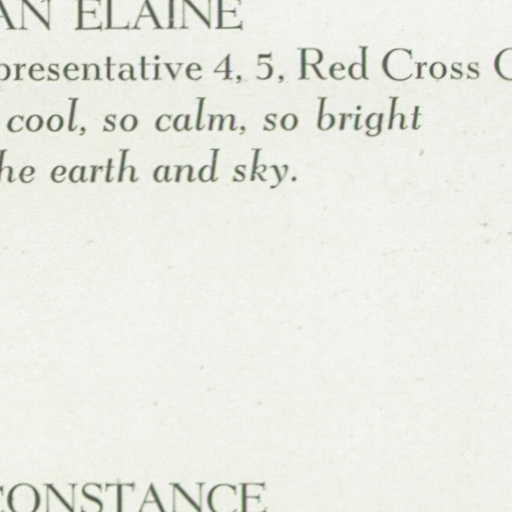 AN ELAINE
presentative 4, 5, Red Cross C
cool, so calm, so bright
he earth and sky.
CONSTANCE